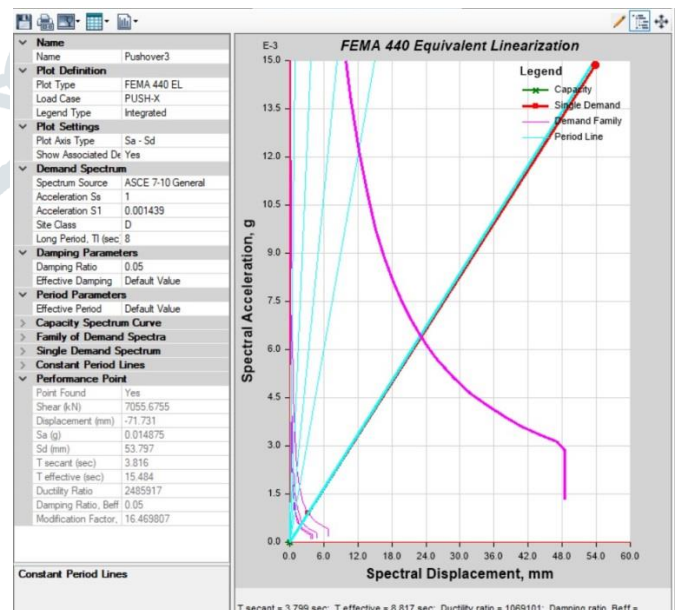 Name
Name Pushover3
Plot Definition
Plot Type FEMA 440 EL
Load Case PUSH-X
Legend Type Integrated
Plot Settings
Plot Axis Type Sa - Sd
Show Associated De Yes
Demand Spectrum
Spectrum Source ASCE 7-10 General
Acceleration Ss 1
Acceleration S1 0.001439
Site Class D
Long Period, Tl (sec) 8
Damping Parameters
Damping Ratio 0.05
Effective Damping Default Value
Period Parameters
Effective Period Default Value
Capacity Spectrum Curve
Family of Demand Spectra
Single Demand Spectrum
Constant Period Lines
Performance Point
Point Found Yes
Shear (kN) 7055.6755
Displacement (mm) -71.731
Sa (g) 0.014875
Sd (mm) 53.797
T secant (sec) 3.816
T effective (sec) 15.484
Ductility Ratio 2485917
Damping Ratio, Beff 0.05
Modification Factor, 16.469807
Constant Period Lines
E-3
FEMA 440 Equivalent Linearization
Legend
Capacity
Single Demand
Demand Family
Period Line
15.0
13.5
12.0
10.5
9.0
7.5
6.0
4.5
3.0
1.5
0.0
Spectral Acceleration, g
0.0 6.0 12.0 18.0 24.0 30.0 36.0 42.0 48.0 54.0 60.0
Spectral Displacement, mm
T secant = 3.799 sec; T effective = 8.817 sec; Ductility ratio = 1069101; Damping ratio, Beff =